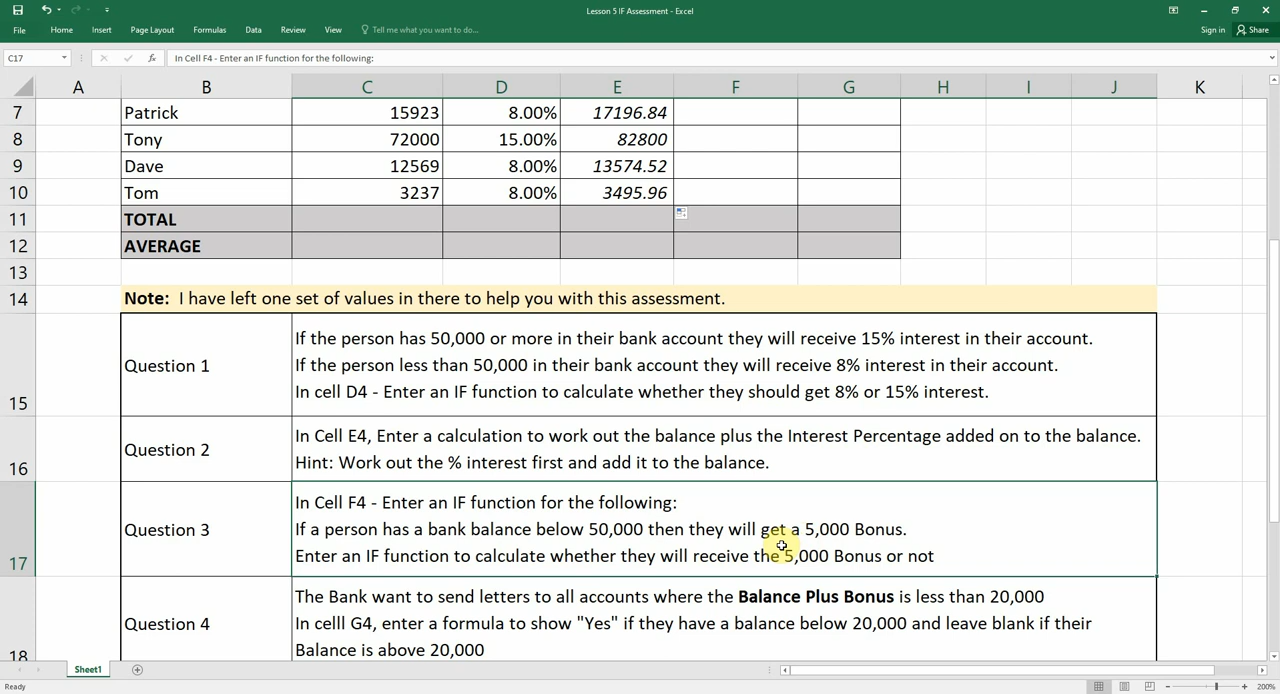 Lesson 5 IF Assessment - Excel
File Home Insert Page Layout Formulas Data Review View Tell me what you want to do... Sign in Share
C17 fx In Cell F4 - Enter an IF function for the following:
A B C D E F G H I J K
7 Patrick 15923 8.00% 17196.84
8 Tony 72000 15.00% 82800
9 Dave 12569 8.00% 13574.52
10 Tom 3237 8.00% 3495.96
11 TOTAL
12 AVERAGE
13
14 Note: I have left one set of values in there to help you with this assessment.
If the person has 50,000 or more in their bank account they will receive 15% interest in their account.
Question 1 If the person less than 50,000 in their bank account they will receive 8% interest in their account.
15 In cell D4 - Enter an IF function to calculate whether they should get 8% or 15% interest.
In Cell E4, Enter a calculation to work out the balance plus the Interest Percentage added on to the balance.
Question 2
16 Hint: Work out the % interest first and add it to the balance.
In Cell F4 - Enter an IF function for the following:
Question 3 If a person has a bank balance below 50,000 then they will get a 5,000 Bonus.
17 Enter an IF function to calculate whether they will receive the 5,000 Bonus or not
The Bank want to send letters to all accounts where the Balance Plus Bonus is less than 20,000
Question 4 In celll G4, enter a formula to show "Yes" if they have a balance below 20,000 and leave blank if their
18 Balance is above 20,000
Sheet1
Ready 200%